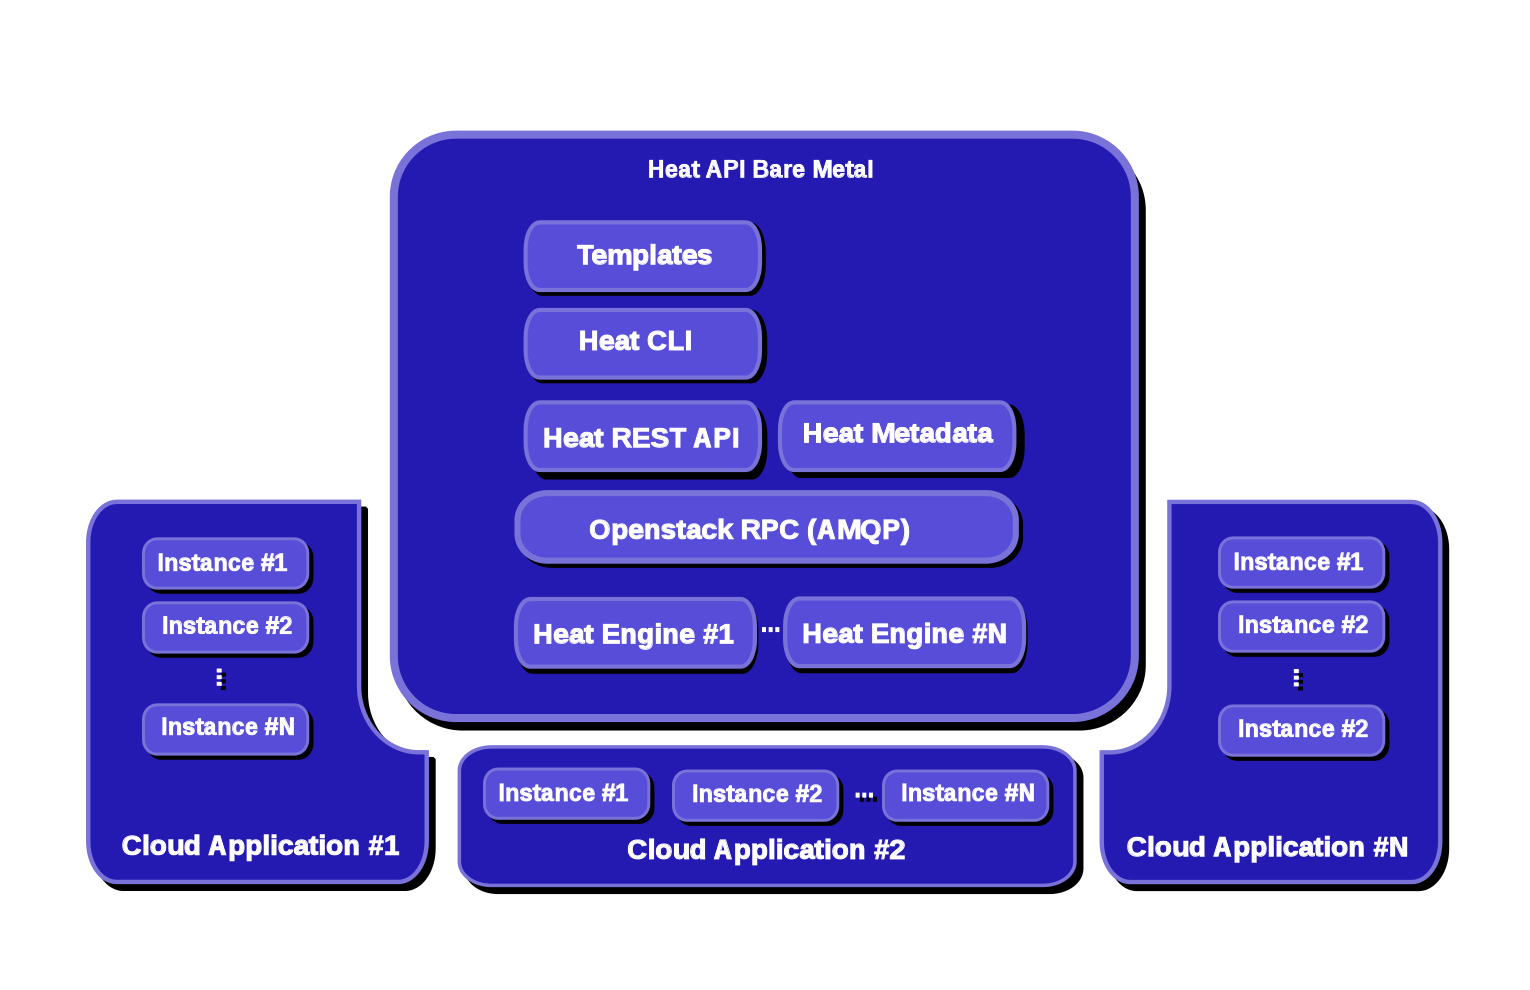 Heat API Bare Metal
Templates
Heat CLI
Heat REST API
Heat Metadata
Openstack RPC (AMQP)
Heat Engine #1
...
Heat Engine #N
Instance #1
Instance #2
...
Instance #N
Cloud Application #1
Instance #1
Instance #2
...
Instance #N
Cloud Application #2
Instance #1
Instance #2
...
Instance #2
Cloud Application #N